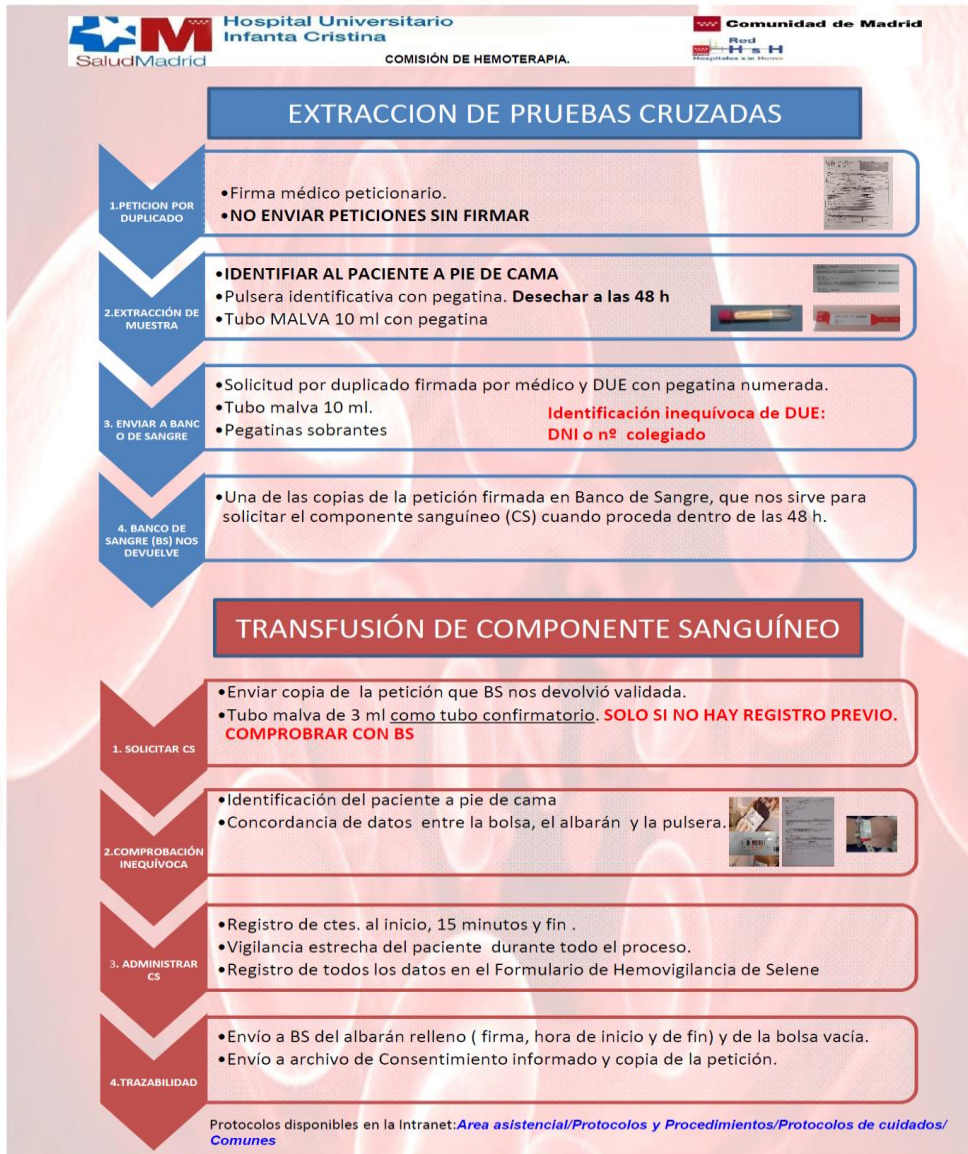 Hospital Universitario
Infanta Cristina
SaludMadrid
COMISIÓN DE HEMOTERAPIA.
Comunidad de Madrid
Red
H s H
Hospitales sin Humo
EXTRACCION DE PRUEBAS CRUZADAS
1.PETICION POR
DUPLICADO
•Firma médico peticionario.
•NO ENVIAR PETICIONES SIN FIRMAR
2.EXTRACCIÓN DE
MUESTRA
•IDENTIFIAR AL PACIENTE A PIE DE CAMA
•Pulsera identificativa con pegatina. Desechar a las 48 h
•Tubo MALVA 10 ml con pegatina
3. ENVIAR A BANC
O DE SANGRE
•Solicitud por duplicado firmada por médico y DUE con pegatina numerada.
•Tubo malva 10 ml.
•Pegatinas sobrantes
Identificación inequívoca de DUE:
DNI o nº colegiado
4. BANCO DE
SANGRE (BS) NOS
DEVUELVE
•Una de las copias de la petición firmada en Banco de Sangre, que nos sirve para
solicitar el componente sanguíneo (CS) cuando proceda dentro de las 48 h.
TRANSFUSIÓN DE COMPONENTE SANGUÍNEO
1. SOLICITAR CS
•Enviar copia de la petición que BS nos devolvió validada.
•Tubo malva de 3 ml como tubo confirmatorio. SOLO SI NO HAY REGISTRO PREVIO.
COMPROBRAR CON BS
2.COMPROBACIÓN
INEQUÍVOCA
•Identificación del paciente a pie de cama
•Concordancia de datos entre la bolsa, el albarán y la pulsera.
3. ADMINISTRAR
CS
•Registro de ctes. al inicio, 15 minutos y fin .
•Vigilancia estrecha del paciente durante todo el proceso.
•Registro de todos los datos en el Formulario de Hemovigilancia de Selene
4.TRAZABILIDAD
•Envío a BS del albarán relleno ( firma, hora de inicio y de fin) y de la bolsa vacía.
•Envío a archivo de Consentimiento informado y copia de la petición.
Protocolos disponibles en la Intranet:Area asistencial/Protocolos y Procedimientos/Protocolos de cuidados/
Comunes